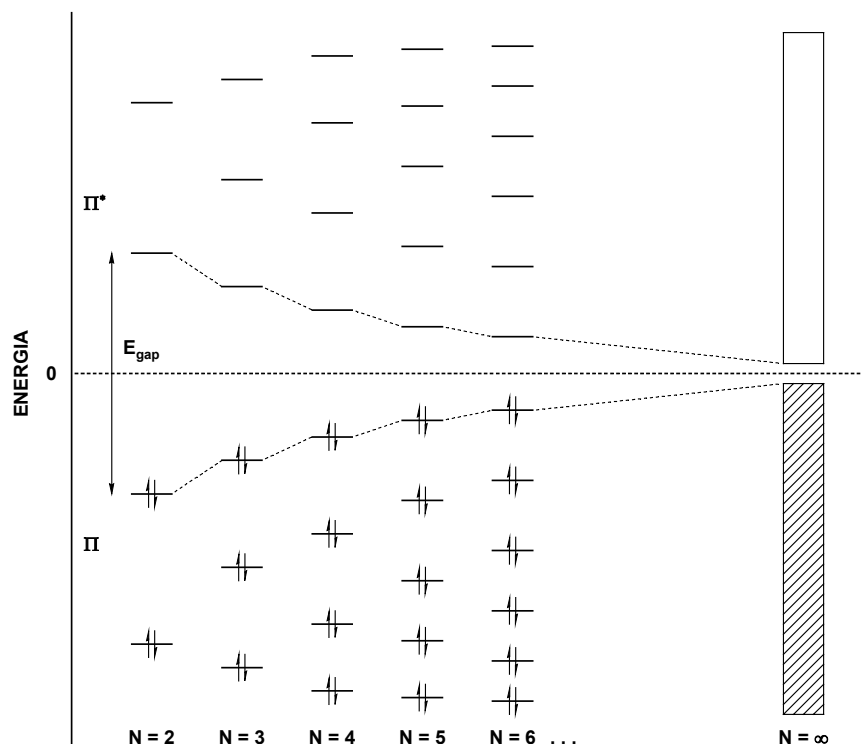 Π*
E_gap
ENERGIA
0
Π
N = 2 N = 3 N = 4 N = 5 N = 6 . . . N = ∞